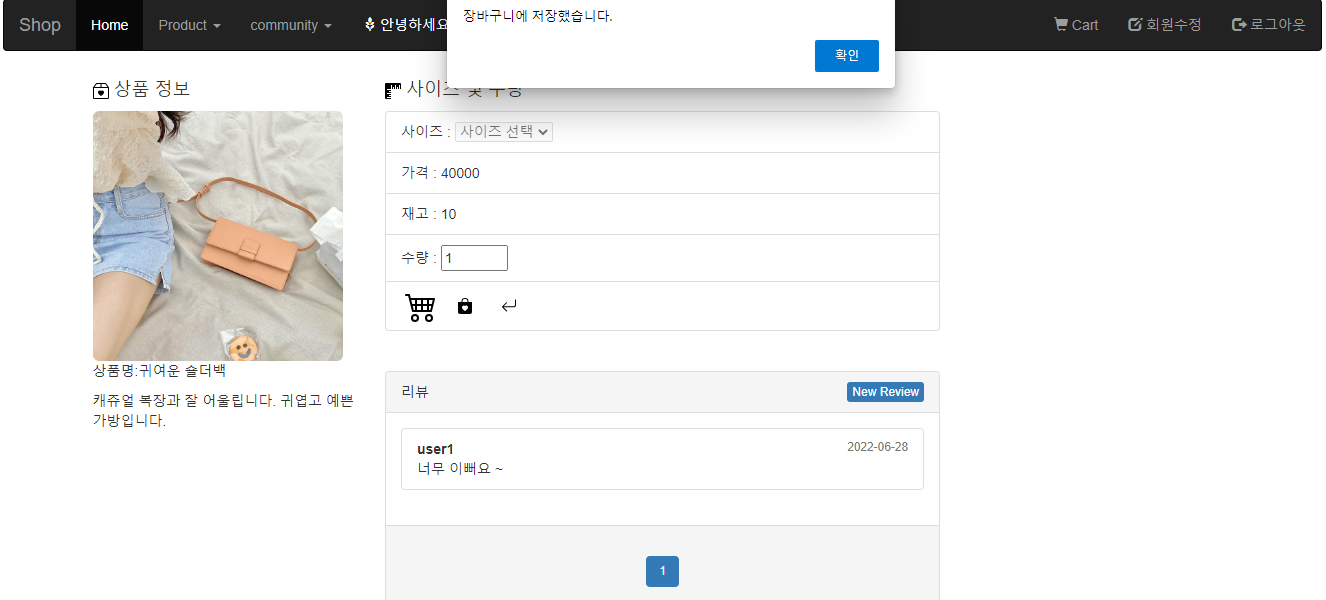 Shop Home Product community 안녕하세요 Cart 회원수정 로그아웃
장바구니에 저장했습니다.
확인
상품 정보
사이즈 및 수량
사이즈 : 사이즈 선택
가격 : 40000
재고 : 10
수량 : 1
상품명:귀여운 숄더백
캐쥬얼 복장과 잘 어울립니다. 귀엽고 예쁜
가방입니다.
리뷰 New Review
user1 2022-06-28
너무 이뻐요 ~
1